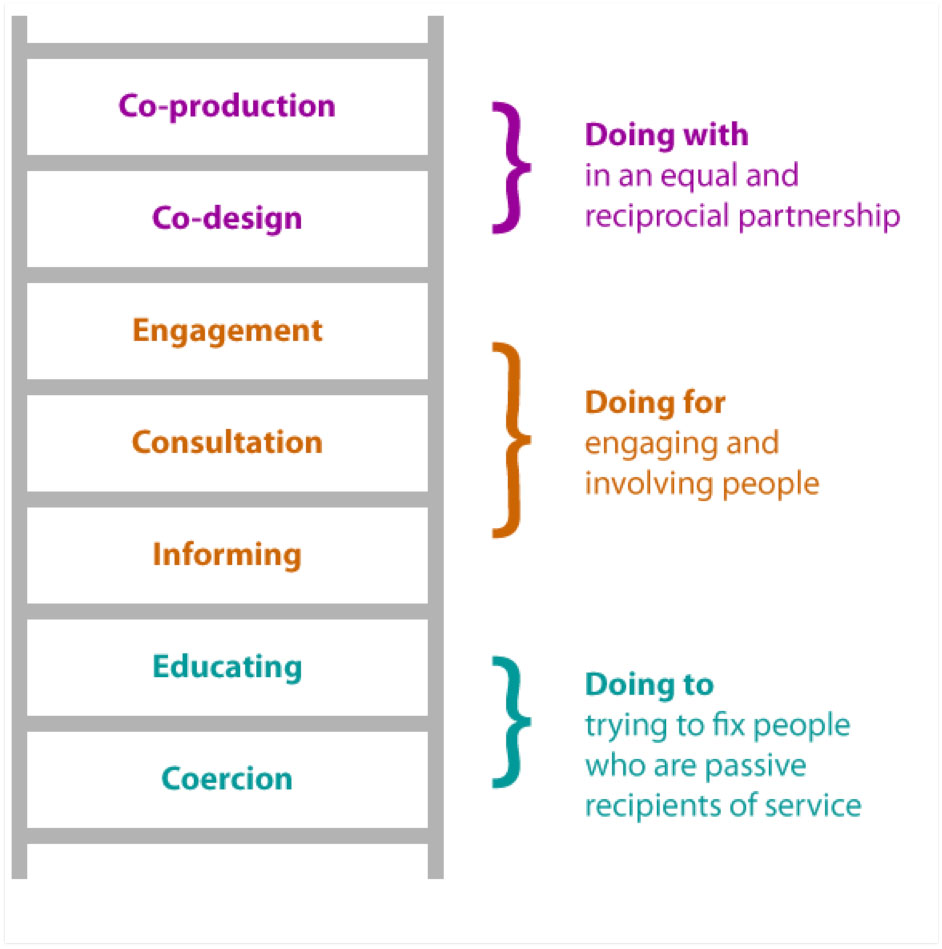 Co-production
Co-design
Engagement
Consultation
Informing
Educating
Coercion
Doing with
in an equal and
reciprocial partnership
Doing for
engaging and
involving people
Doing to
trying to fix people
who are passive
recipients of service